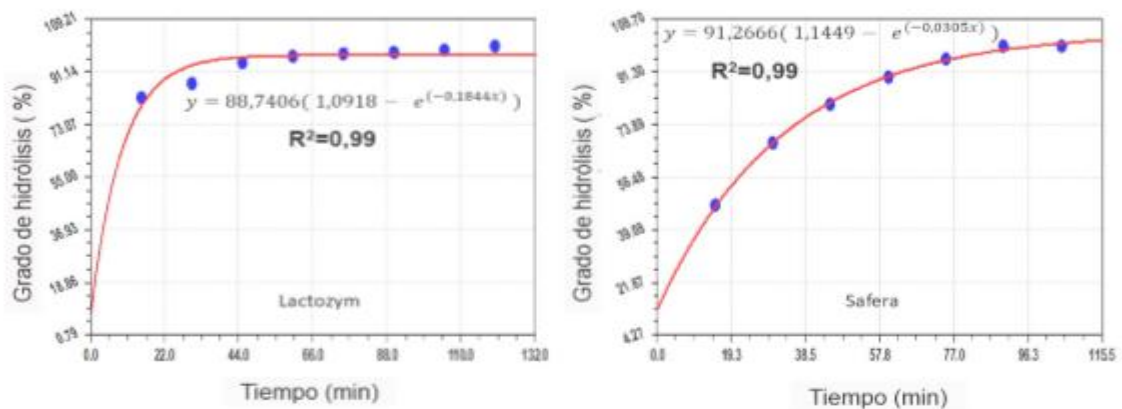 109.21
91.14
73.07
55.00
36.93
18.86
0.79
Grado de hidrólisis ( %)
y = 88,7406( 1,0918 − e^(−0,1844x))
R²=0,99
Lactozym
0.0 22.0 44.0 66.0 88.0 110.0 132.0
Tiempo (min)
108.70
91.30
73.89
56.48
39.08
21.67
4.27
Grado de hidrólisis ( %)
y = 91,2666( 1,1449 − e^(−0,0305x))
R²=0,99
Safera
0.0 19.3 38.5 57.8 77.0 96.3 115.5
Tiempo (min)